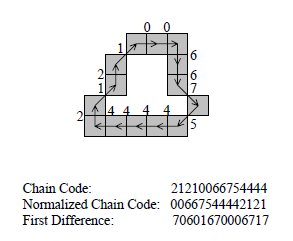 0 0
1 6
2 6
1 7
2 4 4 4 4 5
Chain Code: 21210066754444
Normalized Chain Code: 00667544442121
First Difference: 70601670006717